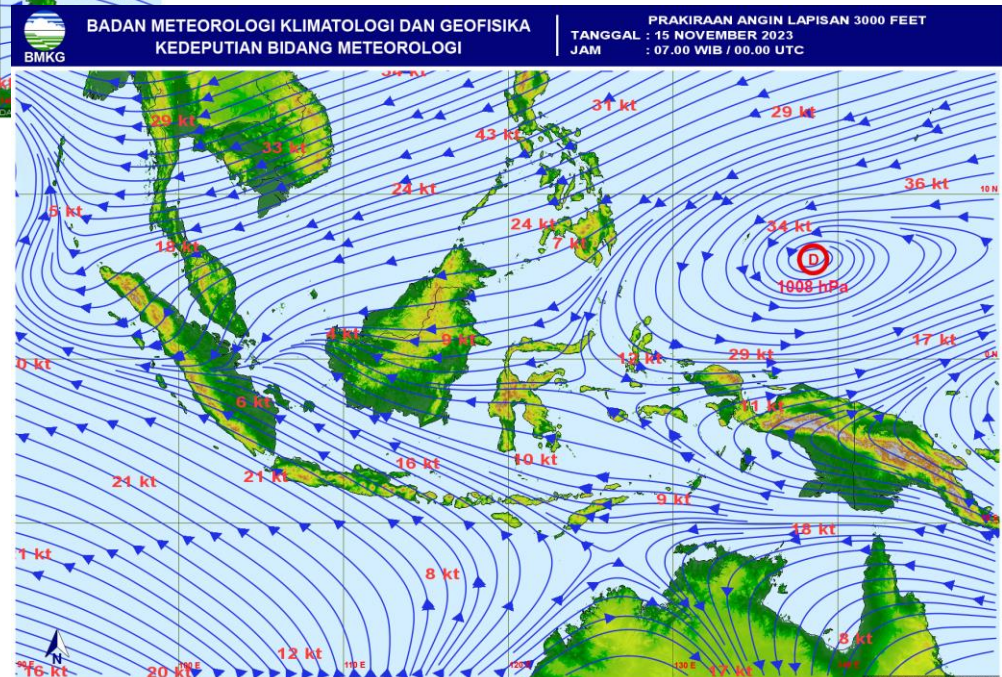 BADAN METEOROLOGI KLIMATOLOGI DAN GEOFISIKA
KEDEPUTIAN BIDANG METEOROLOGI
BMKG
PRAKIRAAN ANGIN LAPISAN 3000 FEET
TANGGAL : 15 NOVEMBER 2023
JAM : 07.00 WIB / 00.00 UTC
31 kt
29 kt
29 kt
43 kt
33 kt
24 kt
36 kt
10 N
5 kt
24 kt
34 kt
18 kt
7 kt
D
1008 hPa
4 kt
9 kt
17 kt
0 kt
12 kt
29 kt
0 N
6 kt
11 kt
16 kt
10 kt
21 kt
21 kt
9 kt
18 kt
1 kt
8 kt
8 kt
12 kt
N
100 E
110 E
120 E
130 E
16 kt
20 kt
17 kt